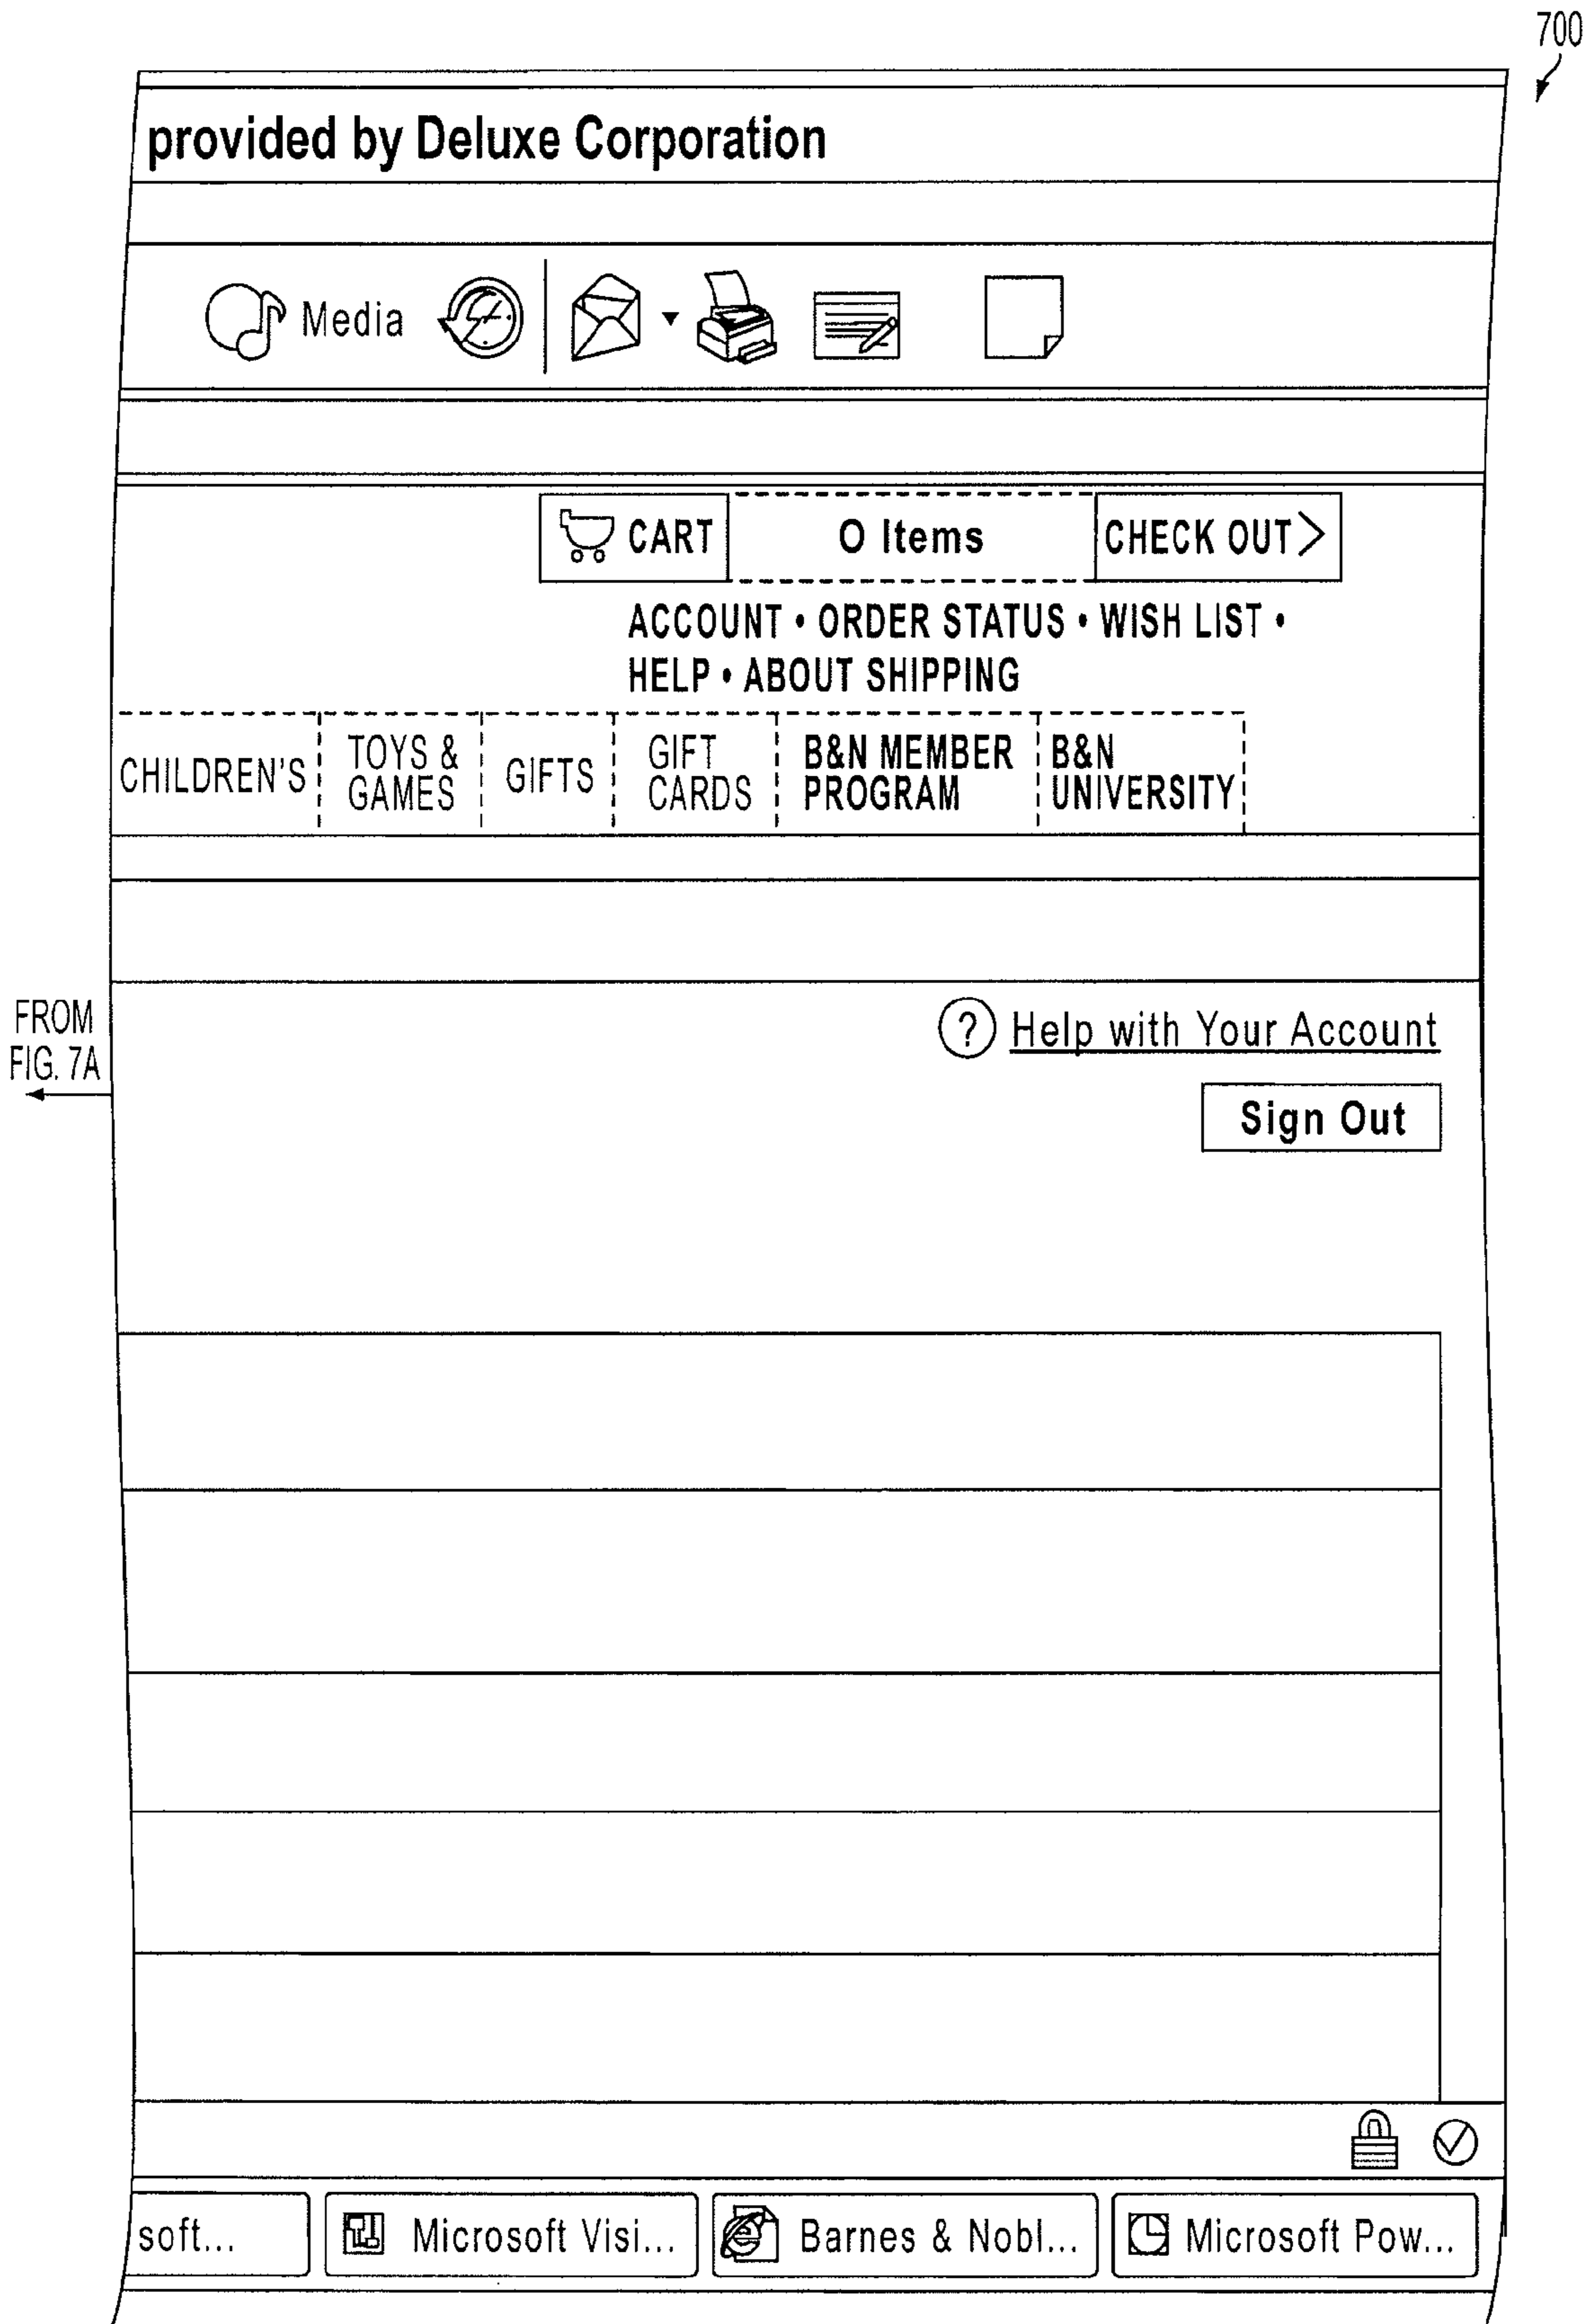 700
provided by Deluxe Corporation
Media
CART 0 Items CHECK OUT >
ACCOUNT • ORDER STATUS • WISH LIST •
HELP • ABOUT SHIPPING
CHILDREN'S TOYS & GAMES GIFTS GIFT CARDS B&N MEMBER PROGRAM B&N UNIVERSITY
FROM
FIG. 7A
? Help with Your Account
Sign Out
soft... Microsoft Visi... Barnes & Nobl... Microsoft Pow...